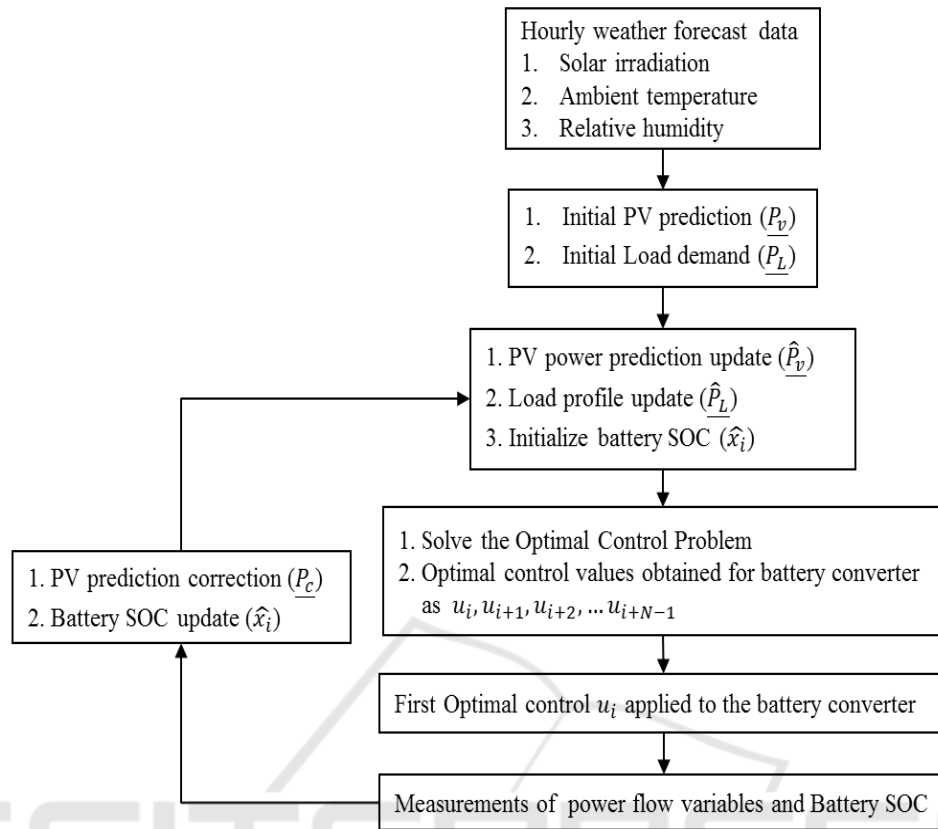 Hourly weather forecast data
1. Solar irradiation
2. Ambient temperature
3. Relative humidity
1. Initial PV prediction (P_v)
2. Initial Load demand (P_L)
1. PV power prediction update (P̂_v)
2. Load profile update (P̂_L)
3. Initialize battery SOC (x̂_i)
1. Solve the Optimal Control Problem
2. Optimal control values obtained for battery converter
as u_i, u_{i+1}, u_{i+2}, … u_{i+N−1}
1. PV prediction correction (P_c)
2. Battery SOC update (x̂_i)
First Optimal control u_i applied to the battery converter
Measurements of power flow variables and Battery SOC